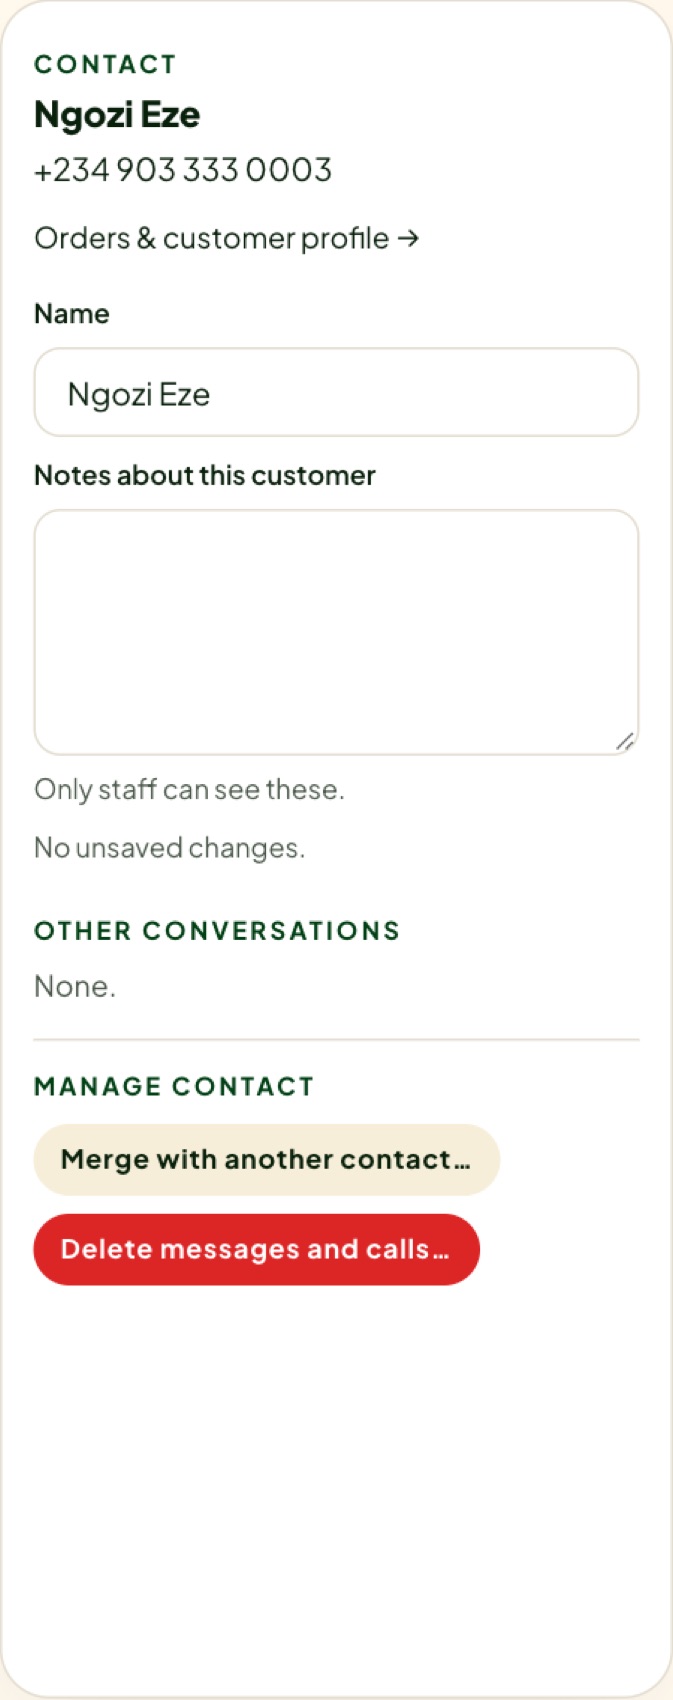 CONTACT
Ngozi Eze
+234 903 333 0003
Orders & customer profile →
Name
Ngozi Eze
Notes about this customer
Only staff can see these.
No unsaved changes.
OTHER CONVERSATIONS
None.
MANAGE CONTACT
Merge with another contact…
Delete messages and calls…